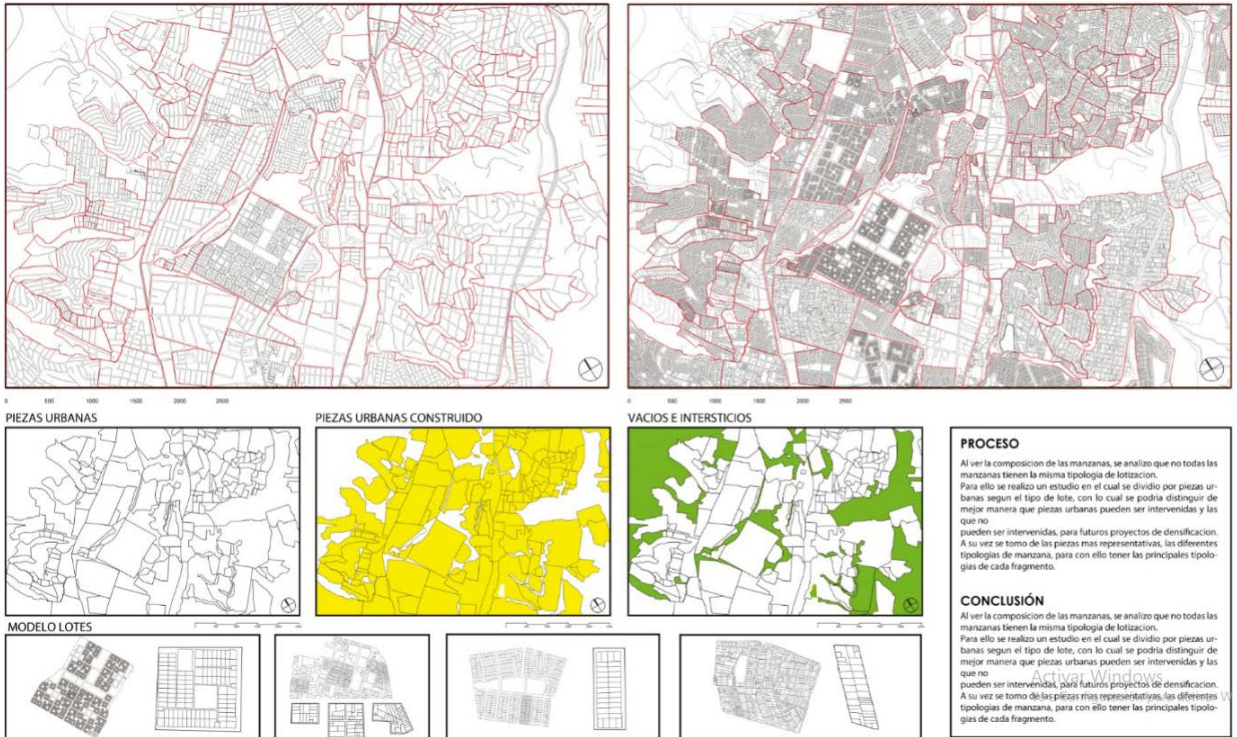 0 500 1000 1500 2000 2500
0 500 1000 1500 2000 2500
PIEZAS URBANAS
PIEZAS URBANAS CONSTRUIDO
VACIOS E INTERSTICIOS
MODELO LOTES
PROCESO
Al ver la composicion de las manzanas, se analizo que no todas las
manzanas tienen la misma tipologia de lotizacion.
Para ello se realizo un estudio en el cual se dividio por piezas ur-
banas segun el tipo de lote, con lo cual se podria distinguir de
mejor manera que piezas urbanas pueden ser intervenidas y las
que no
pueden ser intervenidas, para futuros proyectos de densificacion.
A su vez se tomo de las piezas mas representativas, las diferentes
tipologias de manzana, para con ello tener las principales tipolo-
gias de cada fragmento.
CONCLUSIÓN
Al ver la composicion de las manzanas, se analizo que no todas las
manzanas tienen la misma tipologia de lotizacion.
Para ello se realizo un estudio en el cual se dividio por piezas ur-
banas segun el tipo de lote, con lo cual se podria distinguir de
mejor manera que piezas urbanas pueden ser intervenidas y las
que no
pueden ser intervenidas, para futuros proyectos de densificacion.
A su vez se tomo de las piezas mas representativas, las diferentes
tipologias de manzana, para con ello tener las principales tipolo-
gias de cada fragmento.
Activar Windows